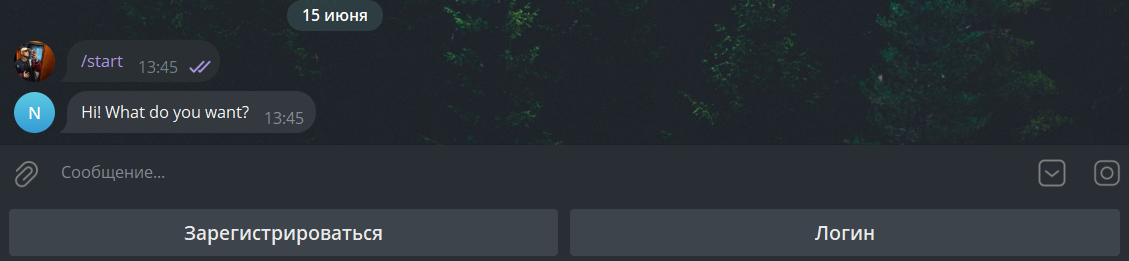 15 июня
/start 13:45
N
Hi! What do you want? 13:45
Сообщение...
Зарегистрироваться
Логин